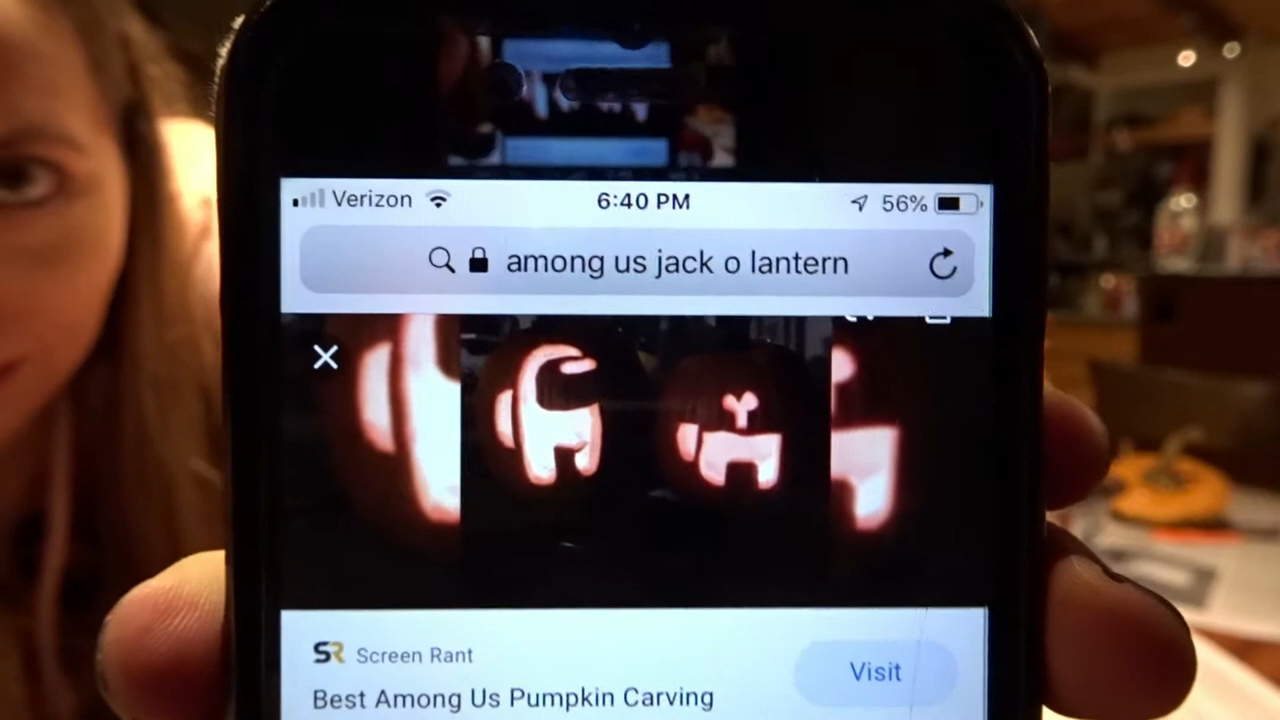 Verizon 6:40 PM 56%
among us jack o lantern
SR Screen Rant
Visit
Best Among Us Pumpkin Carving